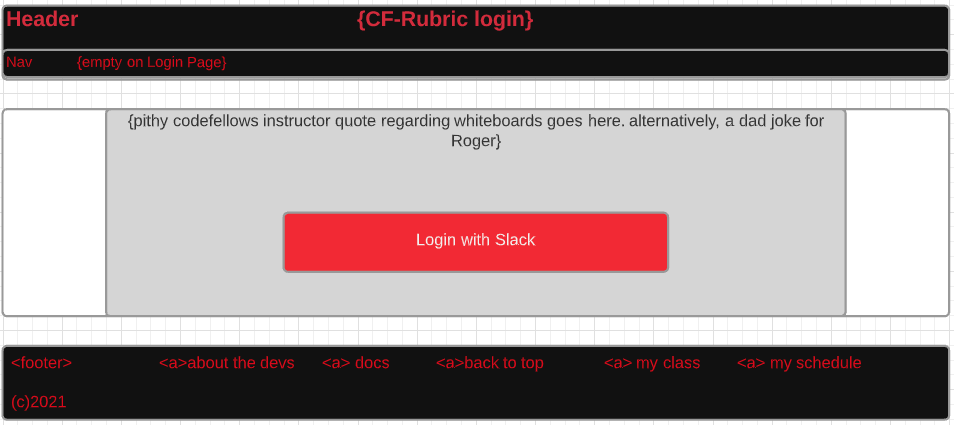 Header {CF-Rubric login}
Nav {empty on Login Page}
{pithy codefellows instructor quote regarding whiteboards goes here. alternatively, a dad joke for
Roger}
Login with Slack
<footer> <a>about the devs <a> docs <a>back to top <a> my class <a> my schedule
(c)2021